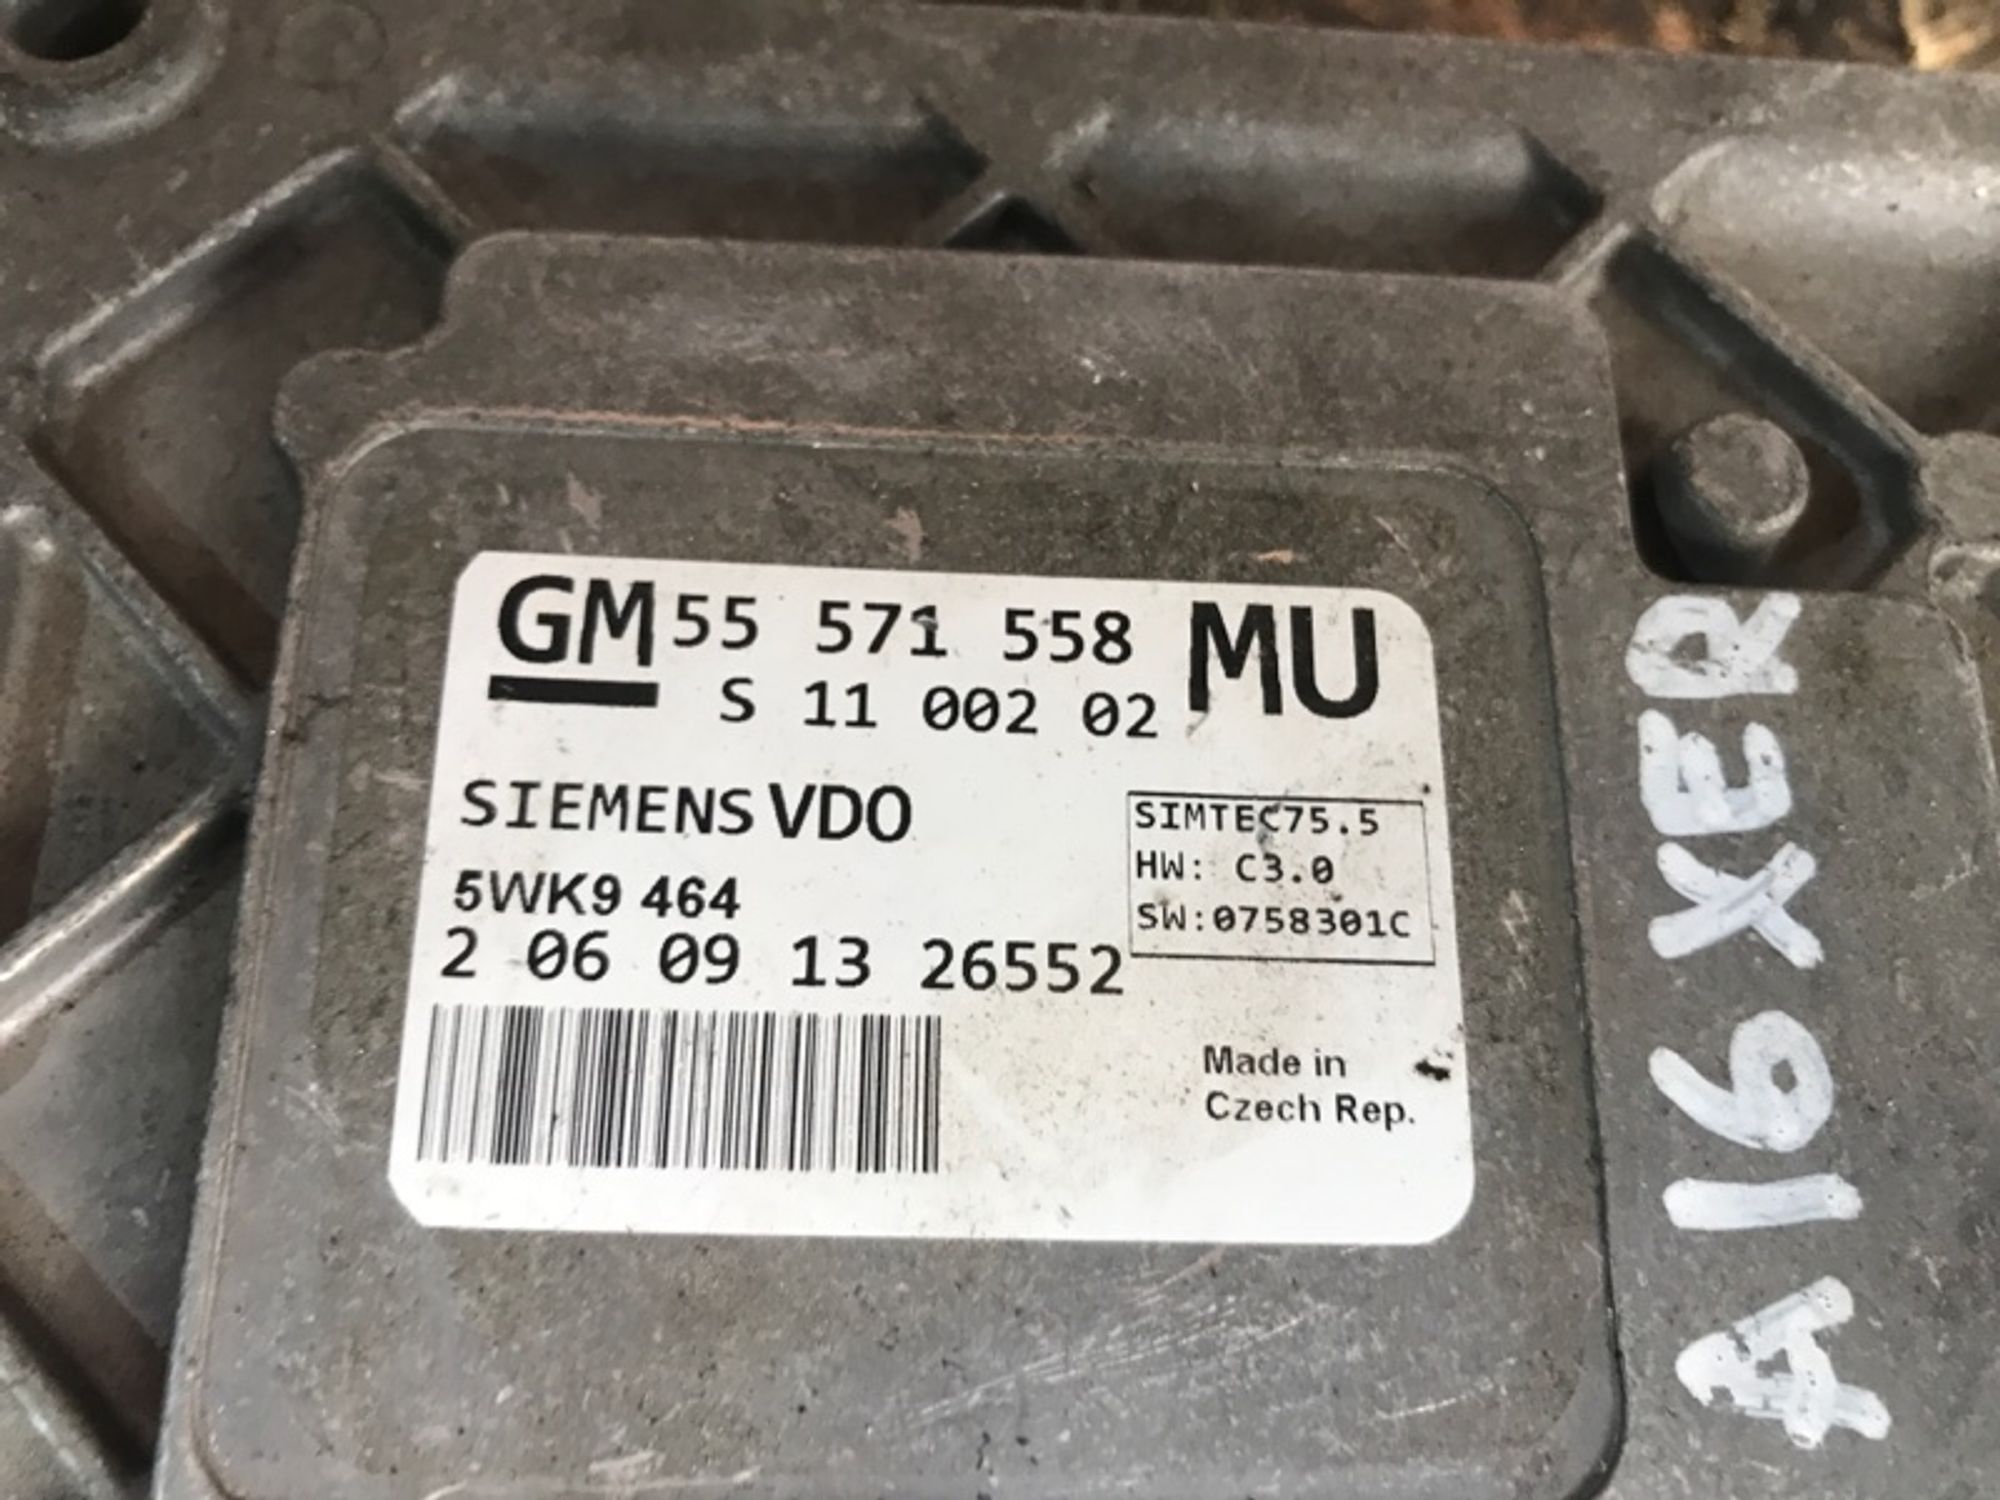 GM 55 571 558 MU
S 11 002 02
SIEMENS VDO
SIMTEC75.5
HW: C3.0
SW:0758301C
5WK9 464
2 06 09 13 26552
Made in
Czech Rep.
A16XER